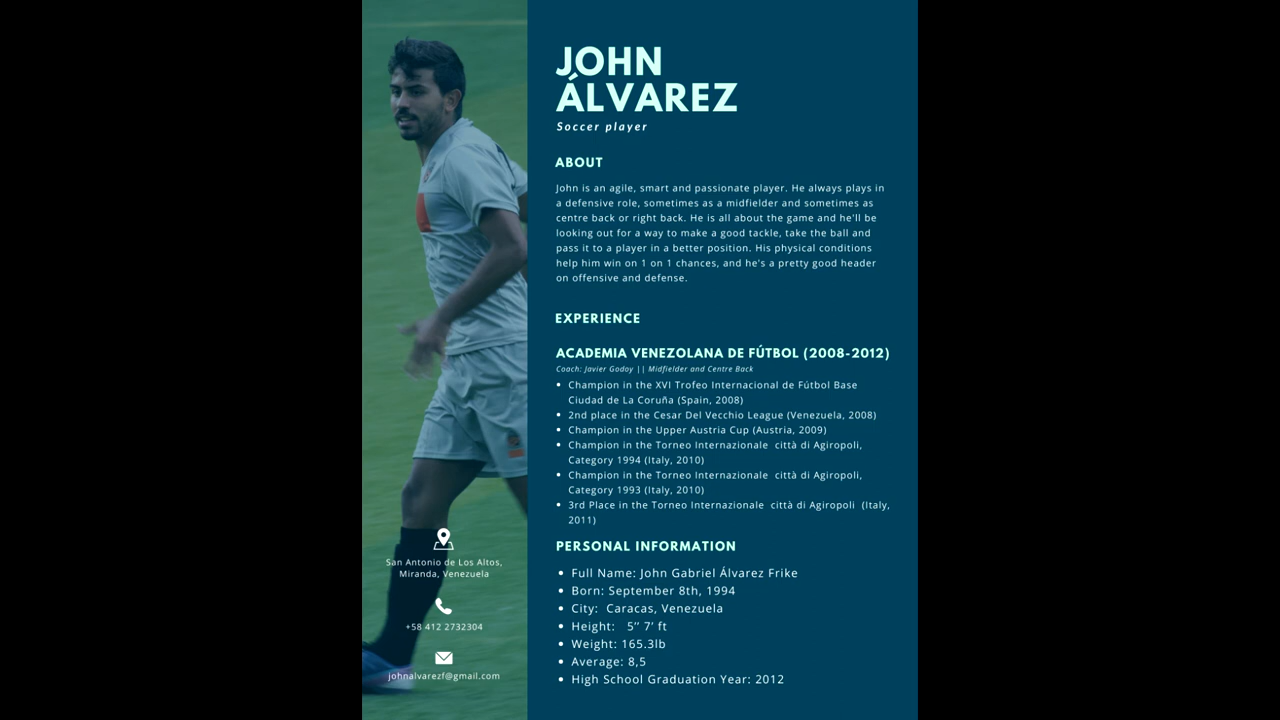 JOHN
ÁLVAREZ
Soccer player
ABOUT
John is an agile, smart and passionate player. He always plays in
a defensive role, sometimes as a midfielder and sometimes as
centre back or right back. He is all about the game and he'll be
looking out for a way to make a good tackle, take the ball and
pass it to a player in a better position. His physical conditions
help him win on 1 on 1 chances, and he's a pretty good header
on offensive and defense.
EXPERIENCE
ACADEMIA VENEZOLANA DE FÚTBOL (2008-2012)
Coach: Javier Godoy || Midfielder and Centre Back
• Champion in the XVI Trofeo Internacional de Fútbol Base
Ciudad de La Coruña (Spain, 2008)
• 2nd place in the Cesar Del Vecchio League (Venezuela, 2008)
• Champion in the Upper Austria Cup (Austria, 2009)
• Champion in the Torneo Internazionale città di Agiropoli,
Category 1994 (Italy, 2010)
• Champion in the Torneo Internazionale città di Agiropoli,
Category 1993 (Italy, 2010)
• 3rd Place in the Torneo Internazionale città di Agiropoli (Italy,
2011)
PERSONAL INFORMATION
• Full Name: John Gabriel Álvarez Frike
• Born: September 8th, 1994
• City: Caracas, Venezuela
• Height: 5’’ 7’ ft
• Weight: 165.3lb
• Average: 8,5
• High School Graduation Year: 2012
San Antonio de Los Altos,
Miranda, Venezuela
+58 412 2732304
johnalvarezf@gmail.com